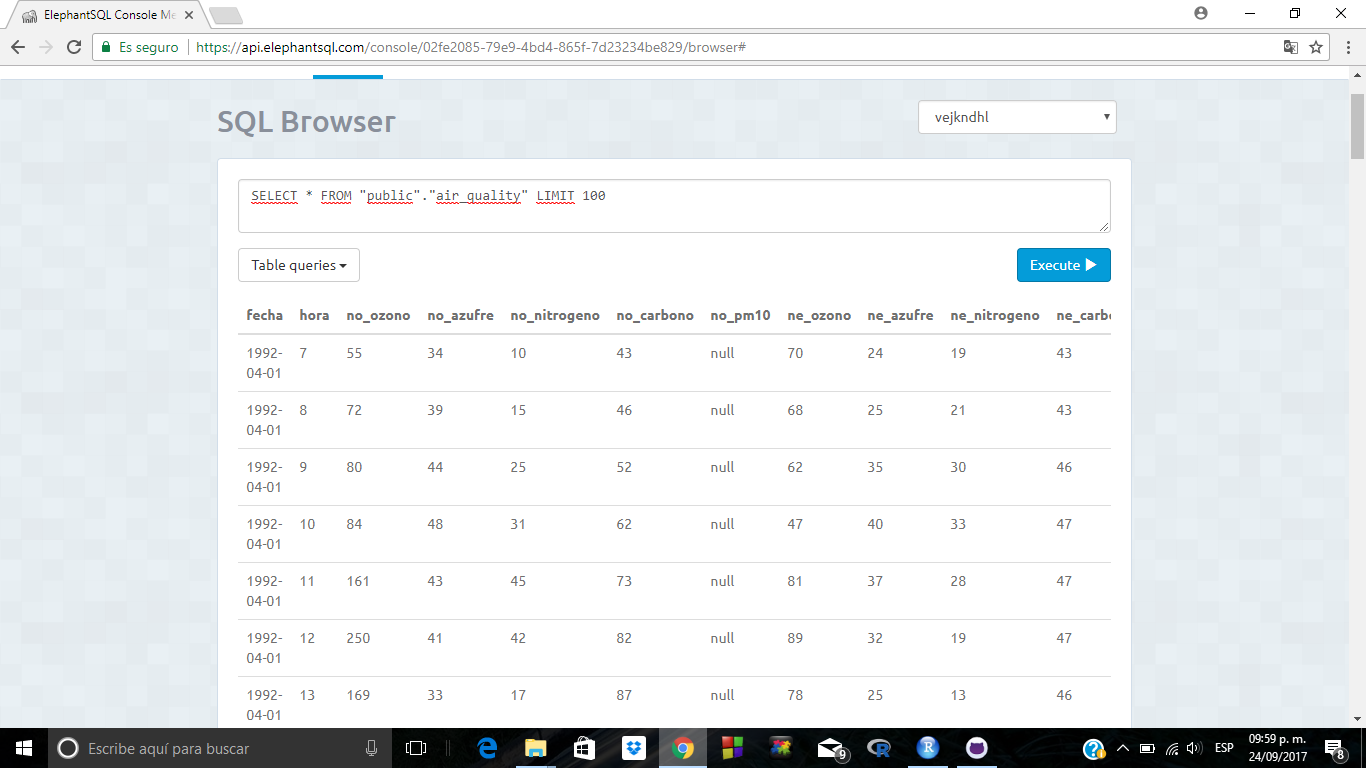 ElephantSQL Console Me
Es seguro https://api.elephantsql.com/console/02fe2085-79e9-4bd4-865f-7d23234be829/browser#
SQL Browser
vejkndhl
SELECT * FROM "public"."air_quality" LIMIT 100
Table queries
Execute
fecha hora no_ozono no_azufre no_nitrogeno no_carbono no_pm10 ne_ozono ne_azufre ne_nitrogeno ne_carbo
1992-04-01 7 55 34 10 43 null 70 24 19 43
1992-04-01 8 72 39 15 46 null 68 25 21 43
1992-04-01 9 80 44 25 52 null 62 35 30 46
1992-04-01 10 84 48 31 62 null 47 40 33 47
1992-04-01 11 161 43 45 73 null 81 37 28 47
1992-04-01 12 250 41 42 82 null 89 32 19 47
1992-04-01 13 169 33 17 87 null 78 25 13 46
Escribe aquí para buscar
9
ESP
09:59 p. m.
24/09/2017
8